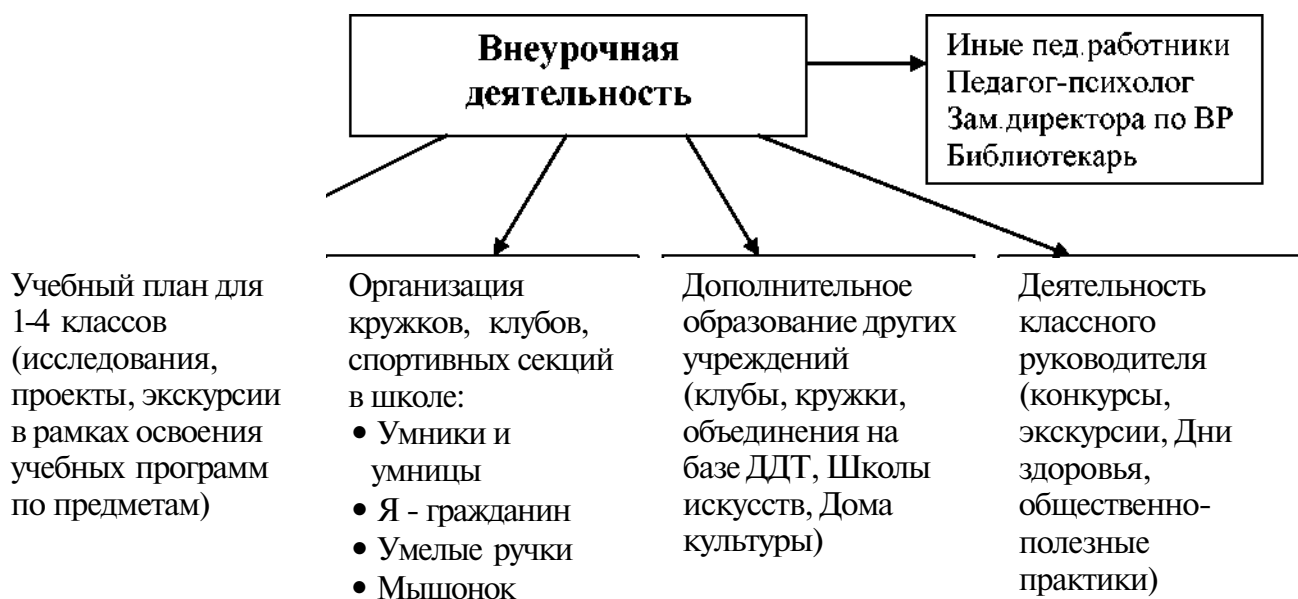 Внеурочная
деятельность
Иные пед.работники
Педагог-психолог
Зам.директора по ВР
Библиотекарь
Учебный план для
1-4 классов
(исследования,
проекты, экскурсии
в рамках освоения
учебных программ
по предметам)
Организация
кружков, клубов,
спортивных секций
в школе:
• Умники и
умницы
• Я - гражданин
• Умелые ручки
• Мышонок
Дополнительное
образование других
учреждений
(клубы, кружки,
объединения на
базе ДДТ, Школы
искусств, Дома
культуры)
Деятельность
классного
руководителя
(конкурсы,
экскурсии, Дни
здоровья,
общественно-
полезные
практики)